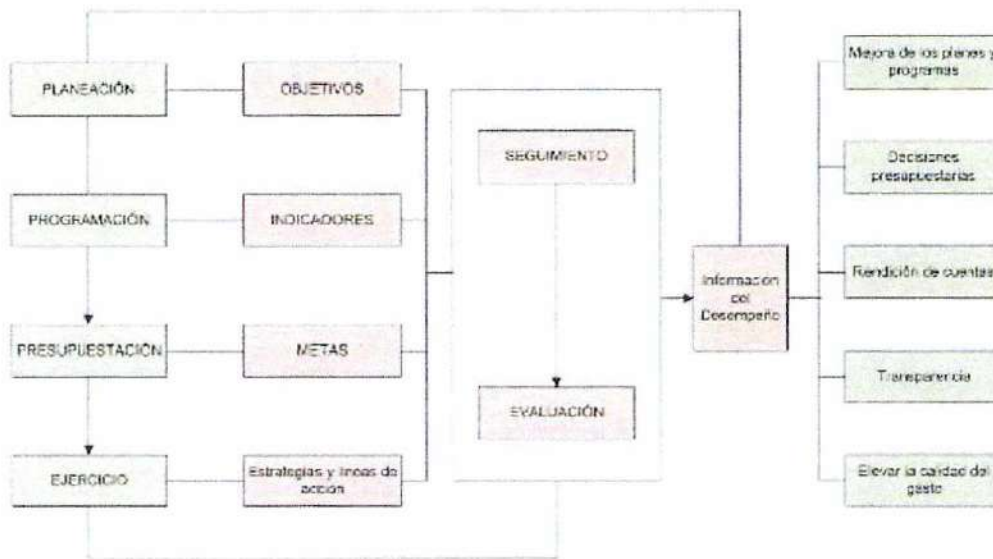 PLANEACIÓN
OBJETIVOS
PROGRAMACIÓN
INDICADORES
PRESUPUESTACIÓN
METAS
EJERCICIO
Estrategias y líneas de
acción
SEGUIMIENTO
EVALUACIÓN
Informacion
del
Desempeño
Mejora de los planes y
programas
Decisiones
presupuestarias
Rendición de cuentas
Transparencia
Elevar la calidad del
gasto